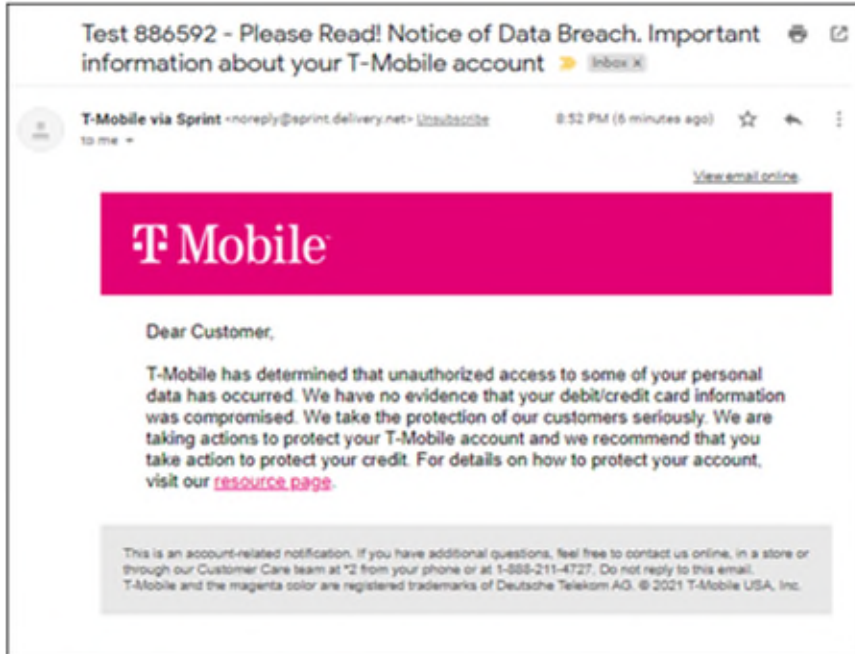 Test 886592 - Please Read! Notice of Data Breach. Important
information about your T-Mobile account Inbox x
T-Mobile via Sprint <noreply@sprint.delivery.net> Unsubscribe 8:52 PM (6 minutes ago)
to me
View email online.
T Mobile
Dear Customer,
T-Mobile has determined that unauthorized access to some of your personal
data has occurred. We have no evidence that your debit/credit card information
was compromised. We take the protection of our customers seriously. We are
taking actions to protect your T-Mobile account and we recommend that you
take action to protect your credit. For details on how to protect your account,
visit our resource page.
This is an account-related notification. If you have additional questions, feel free to contact us online, in a store or
through our Customer Care team at *2 from your phone or at 1-888-211-4727. Do not reply to this email.
T-Mobile and the magenta color are registered trademarks of Deutsche Telekom AG. © 2021 T-Mobile USA, Inc.